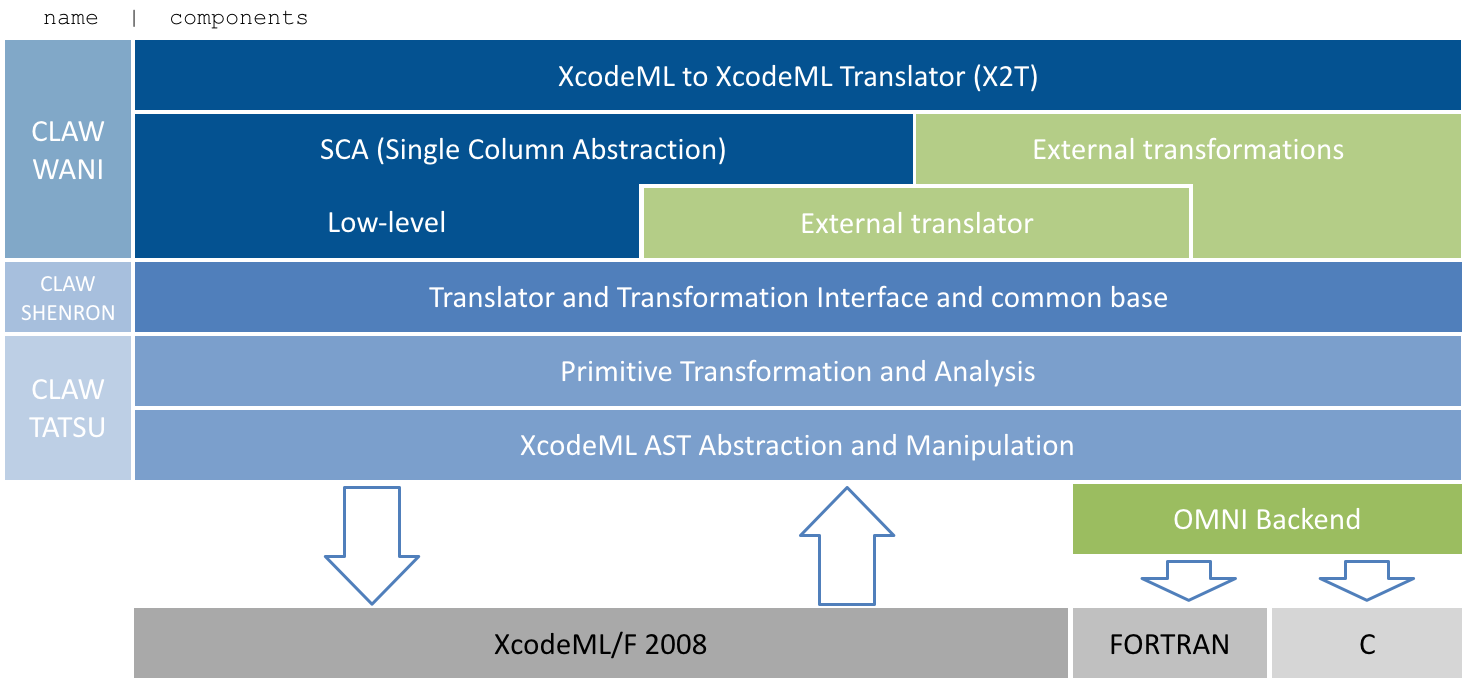 name | components
CLAW
WANI
XcodeML to XcodeML Translator (X2T)
SCA (Single Column Abstraction)
External transformations
Low-level
External translator
CLAW
SHENRON
Translator and Transformation Interface and common base
CLAW
TATSU
Primitive Transformation and Analysis
XcodeML AST Abstraction and Manipulation
OMNI Backend
XcodeML/F 2008
FORTRAN
C